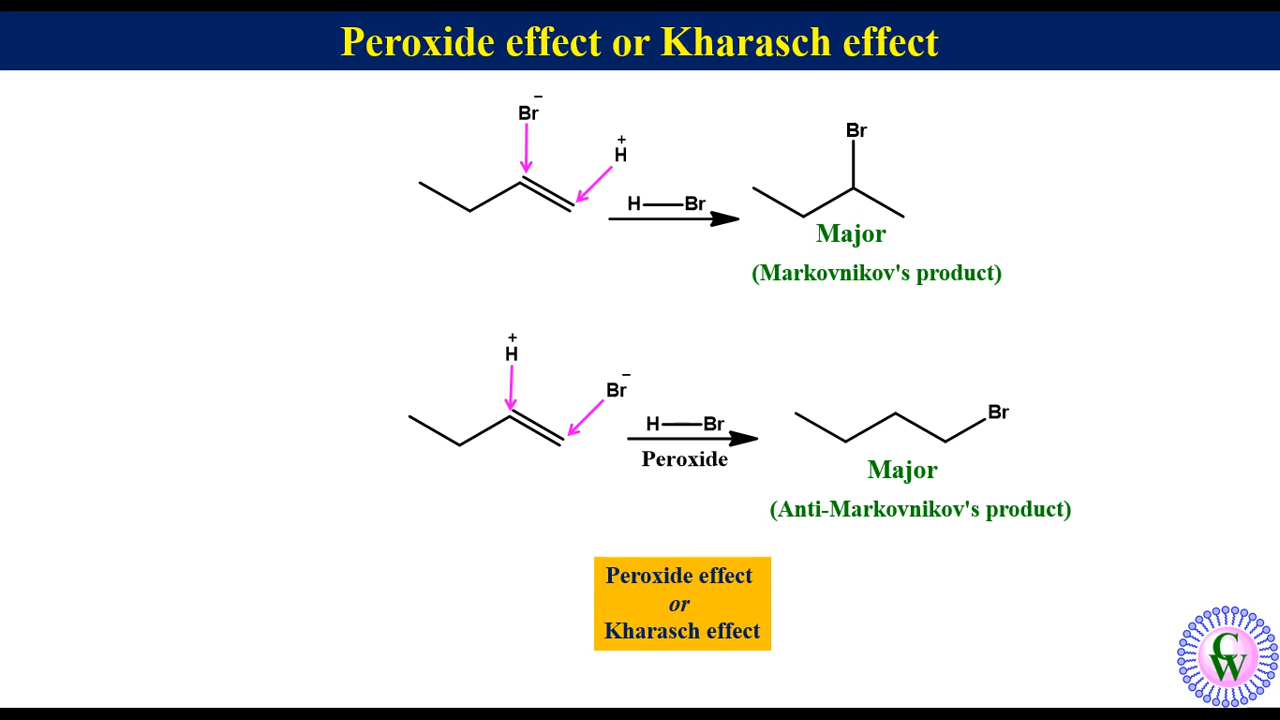 Peroxide effect or Kharasch effect
Br−
H+
H—Br
Br
Major
(Markovnikov's product)
H+
Br−
H—Br
Peroxide
Br
Major
(Anti-Markovnikov's product)
Peroxide effect
or
Kharasch effect
CW